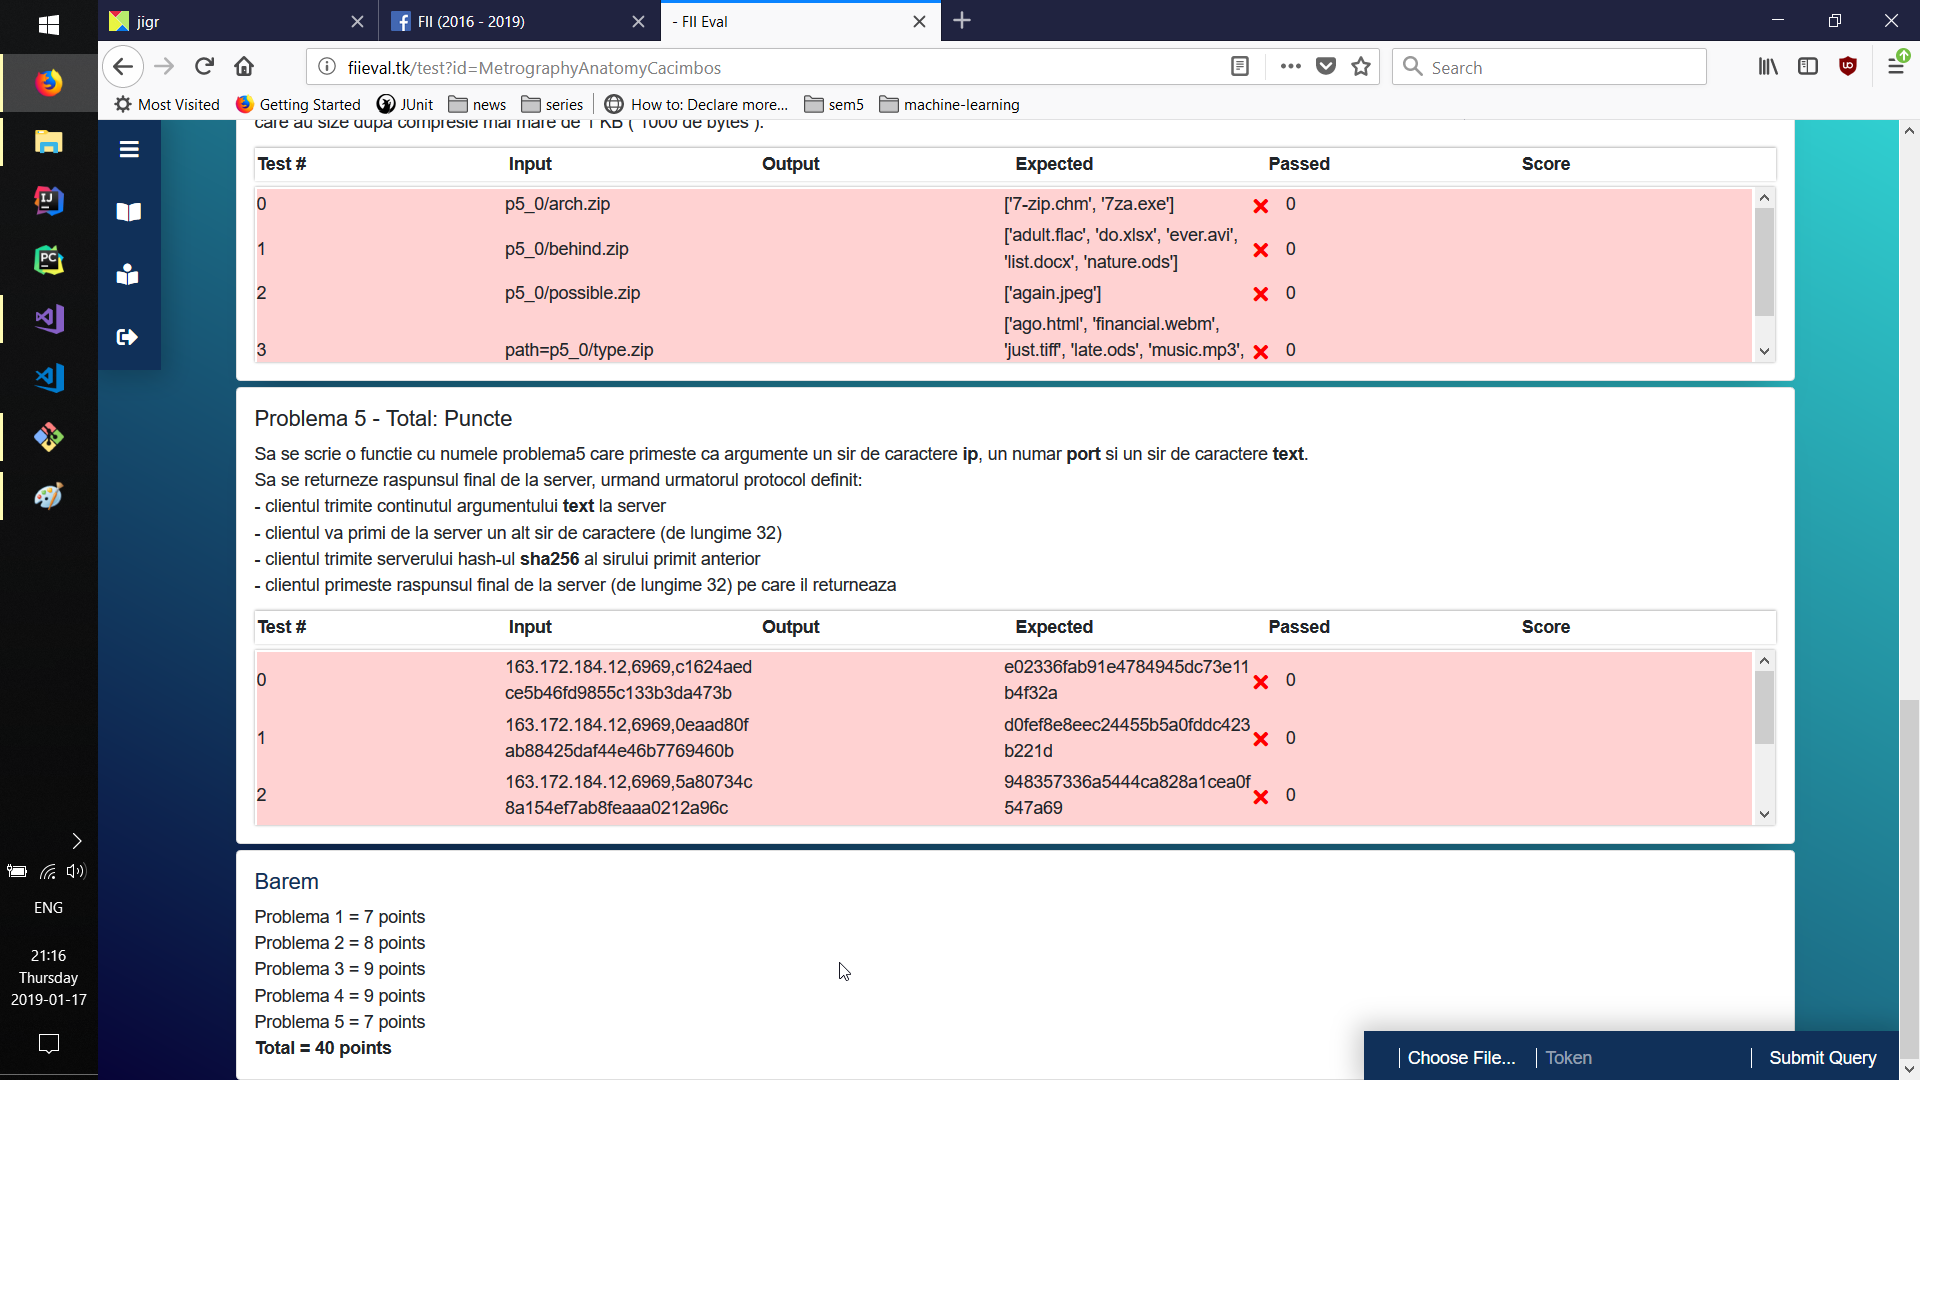 jigr
FII (2016 - 2019)
- FII Eval
fiieval.tk/test?id=MetrographyAnatomyCacimbos
Search
Most Visited
Getting Started
JUnit
news
series
How to: Declare more...
sem5
machine-learning
care au size dupa compresie mai mare de 1 KB ( 1000 de bytes ).
Test # Input Output Expected Passed Score
0 p5_0/arch.zip ['7-zip.chm', '7za.exe'] 0
1 p5_0/behind.zip ['adult.flac', 'do.xlsx', 'ever.avi',
'list.docx', 'nature.ods'] 0
2 p5_0/possible.zip ['again.jpeg'] 0
['ago.html', 'financial.webm',
3 path=p5_0/type.zip 'just.tiff', 'late.ods', 'music.mp3', 0
Problema 5 - Total: Puncte
Sa se scrie o functie cu numele problema5 care primeste ca argumente un sir de caractere ip, un numar port si un sir de caractere text.
Sa se returneze raspunsul final de la server, urmand urmatorul protocol definit:
- clientul trimite continutul argumentului text la server
- clientul va primi de la server un alt sir de caractere (de lungime 32)
- clientul trimite serverului hash-ul sha256 al sirului primit anterior
- clientul primeste raspunsul final de la server (de lungime 32) pe care il returneaza
Test # Input Output Expected Passed Score
0 163.172.184.12,6969,c1624aed e02336fab91e4784945dc73e11 0
ce5b46fd9855c133b3da473b b4f32a
1 163.172.184.12,6969,0eaad80f d0fef8e8eec24455b5a0fddc423 0
ab88425daf44e46b7769460b b221d
2 163.172.184.12,6969,5a80734c 948357336a5444ca828a1cea0f 0
8a154ef7ab8feaaa0212a96c 547a69
Barem
Problema 1 = 7 points
Problema 2 = 8 points
Problema 3 = 9 points
Problema 4 = 9 points
Problema 5 = 7 points
Total = 40 points
Choose File... Token Submit Query
ENG
21:16
Thursday
2019-01-17